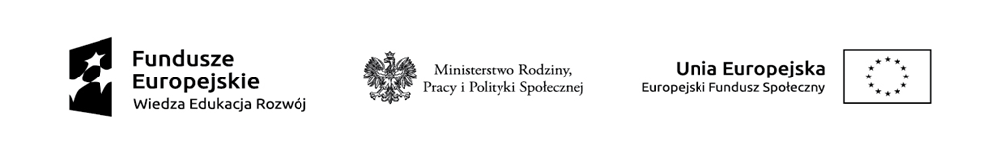 Fundusze
Europejskie
Wiedza Edukacja Rozwój
Ministerstwo Rodziny,
Pracy i Polityki Społecznej
Unia Europejska
Europejski Fundusz Społeczny